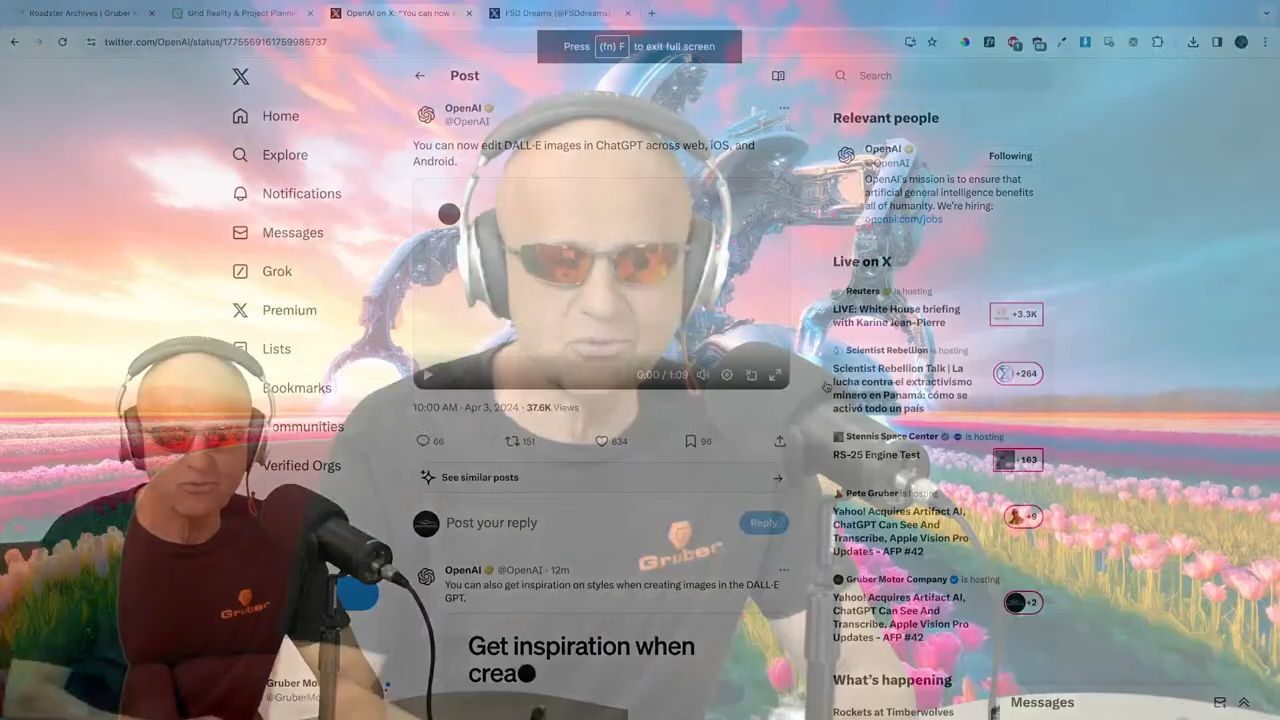 Roadster Archives | Gruber M
Grid Reality & Project Planne
OpenAI on X: "You can now e
FSD Dreams (@FSDdreams)
twitter.com/OpenAI/status/1775569161759985737
Press (fn) F to exit full screen
Home
Explore
Notifications
Messages
Grok
Premium
Lists
Bookmarks
ommunities
Verified Orgs
Gruber Mo
@GruberMo
Post
OpenAI
@OpenAI
You can now edit DALL·E images in ChatGPT across web, iOS, and
Android.
0:00 / 1:09
10:00 AM · Apr 3, 2024 · 37.6K Views
66
151
634
96
See similar posts
Post your reply
Reply
OpenAI @OpenAI · 12m
You can also get inspiration on styles when creating images in the DALL·E
GPT.
Get inspiration when
crea
Search
Relevant people
OpenAI
@OpenAI
Following
OpenAI's mission is to ensure that
artificial general intelligence benefits
all of humanity. We're hiring:
openai.com/jobs
Live on X
Reuters is hosting
LIVE: White House briefing
with Karine Jean-Pierre
+3.3K
Scientist Rebellion is hosting
Scientist Rebellion Talk | La
lucha contra el extractivismo
minero en Panamá: cómo se
activó todo un país
+264
Stennis Space Center is hosting
RS-25 Engine Test
+163
Pete Gruber is hosting
Yahoo! Acquires Artifact AI,
ChatGPT Can See And
Transcribe, Apple Vision Pro
Updates - AFP #42
+9
Gruber Motor Company is hosting
Yahoo! Acquires Artifact AI,
ChatGPT Can See And
Transcribe, Apple Vision Pro
Updates - AFP #42
+2
What's happening
Rockets at Timberwolves
Messages
Gruber
Gruber